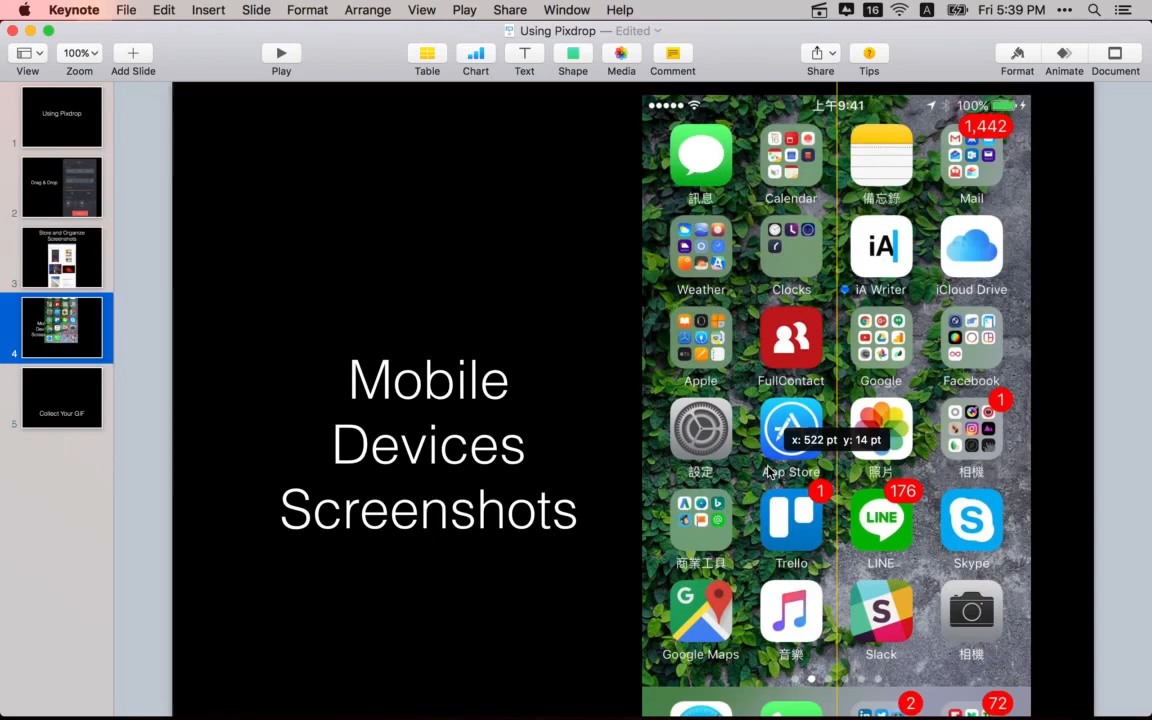 Keynote File Edit Insert Slide Format Arrange View Play Share Window Help 16 A Fri 5:39 PM
Using Pixdrop — Edited
100%
View Zoom Add Slide Play Table Chart Text Shape Media Comment Share Tips Format Animate Document
Using Pixdrop
1
Drag & Drop
2
Store and Organize
Screenshots
3
4
Collect Your GIF
5
Mobile
Devices
Screenshots
上午9:41 100%
1,442
訊息 Calendar 備忘錄 Mail
iA
Weather Clocks iA Writer iCloud Drive
Apple FullContact Google Facebook
1
x: 522 pt y: 14 pt
設定 App Store 照片 相機
1 176
LINE
商業工具 Trello LINE Skype
G S
Google Maps 音樂 Slack 相機
2 72